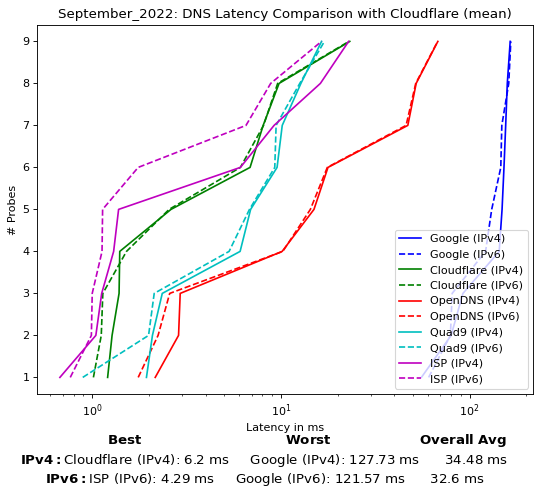 September_2022: DNS Latency Comparison with Cloudflare (mean)
# Probes
9
8
7
6
5
4
3
2
1
Google (IPv4)
Google (IPv6)
Cloudflare (IPv4)
Cloudflare (IPv6)
OpenDNS (IPv4)
OpenDNS (IPv6)
Quad9 (IPv4)
Quad9 (IPv6)
ISP (IPv4)
ISP (IPv6)
10⁰ 10¹ 10²
Latency in ms
Best Worst Overall Avg
IPv4: Cloudflare (IPv4): 6.2 ms Google (IPv4): 127.73 ms 34.48 ms
IPv6: ISP (IPv6): 4.29 ms Google (IPv6): 121.57 ms 32.6 ms